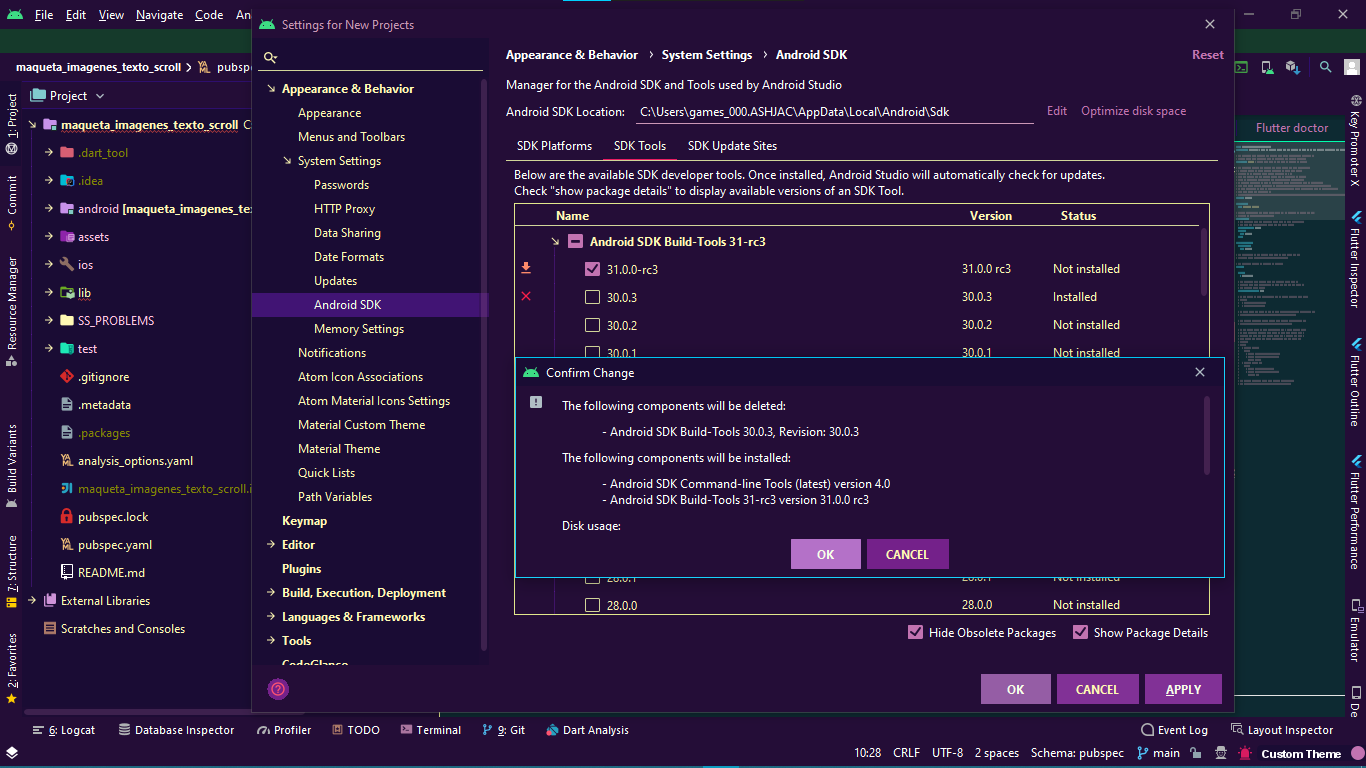 File Edit View Navigate Code An
Settings for New Projects
maqueta_imagenes_texto_scroll pubsp
Project
maqueta_imagenes_texto_scroll C
.dart_tool
.idea
android [maqueta_imagenes_te
assets
ios
lib
SS_PROBLEMS
test
.gitignore
.metadata
.packages
analysis_options.yaml
maqueta_imagenes_texto_scroll.i
pubspec.lock
pubspec.yaml
README.md
External Libraries
Scratches and Consoles
1: Project
Commit
Resource Manager
Build Variants
7: Structure
2: Favorites
Appearance & Behavior
Appearance
Menus and Toolbars
System Settings
Passwords
HTTP Proxy
Data Sharing
Date Formats
Updates
Android SDK
Memory Settings
Notifications
Atom Icon Associations
Atom Material Icons Settings
Material Custom Theme
Material Theme
Quick Lists
Path Variables
Keymap
Editor
Plugins
Build, Execution, Deployment
Languages & Frameworks
Tools
CodeGlance
Appearance & Behavior › System Settings › Android SDK
Reset
Manager for the Android SDK and Tools used by Android Studio
Android SDK Location: C:\Users\games_000.ASHJAC\AppData\Local\Android\Sdk Edit Optimize disk space
SDK Platforms SDK Tools SDK Update Sites
Below are the available SDK developer tools. Once installed, Android Studio will automatically check for updates.
Check "show package details" to display available versions of an SDK Tool.
Name Version Status
Android SDK Build-Tools 31-rc3
31.0.0-rc3 31.0.0 rc3 Not installed
30.0.3 30.0.3 Installed
30.0.2 30.0.2 Not installed
30.0.1 30.0.1 Not installed
Confirm Change
The following components will be deleted:
- Android SDK Build-Tools 30.0.3, Revision: 30.0.3
The following components will be installed:
- Android SDK Command-line Tools (latest) version 4.0
- Android SDK Build-Tools 31-rc3 version 31.0.0 rc3
Disk usage:
OK CANCEL
28.0.1 28.0.1 Not installed
28.0.0 28.0.0 Not installed
Hide Obsolete Packages Show Package Details
OK CANCEL APPLY
Flutter doctor
Key Promoter X
Flutter Inspector
Flutter Outline
Flutter Performance
Emulator
De
6: Logcat Database Inspector Profiler TODO Terminal 9: Git Dart Analysis Event Log Layout Inspector
10:28 CRLF UTF-8 2 spaces Schema: pubspec main Custom Theme